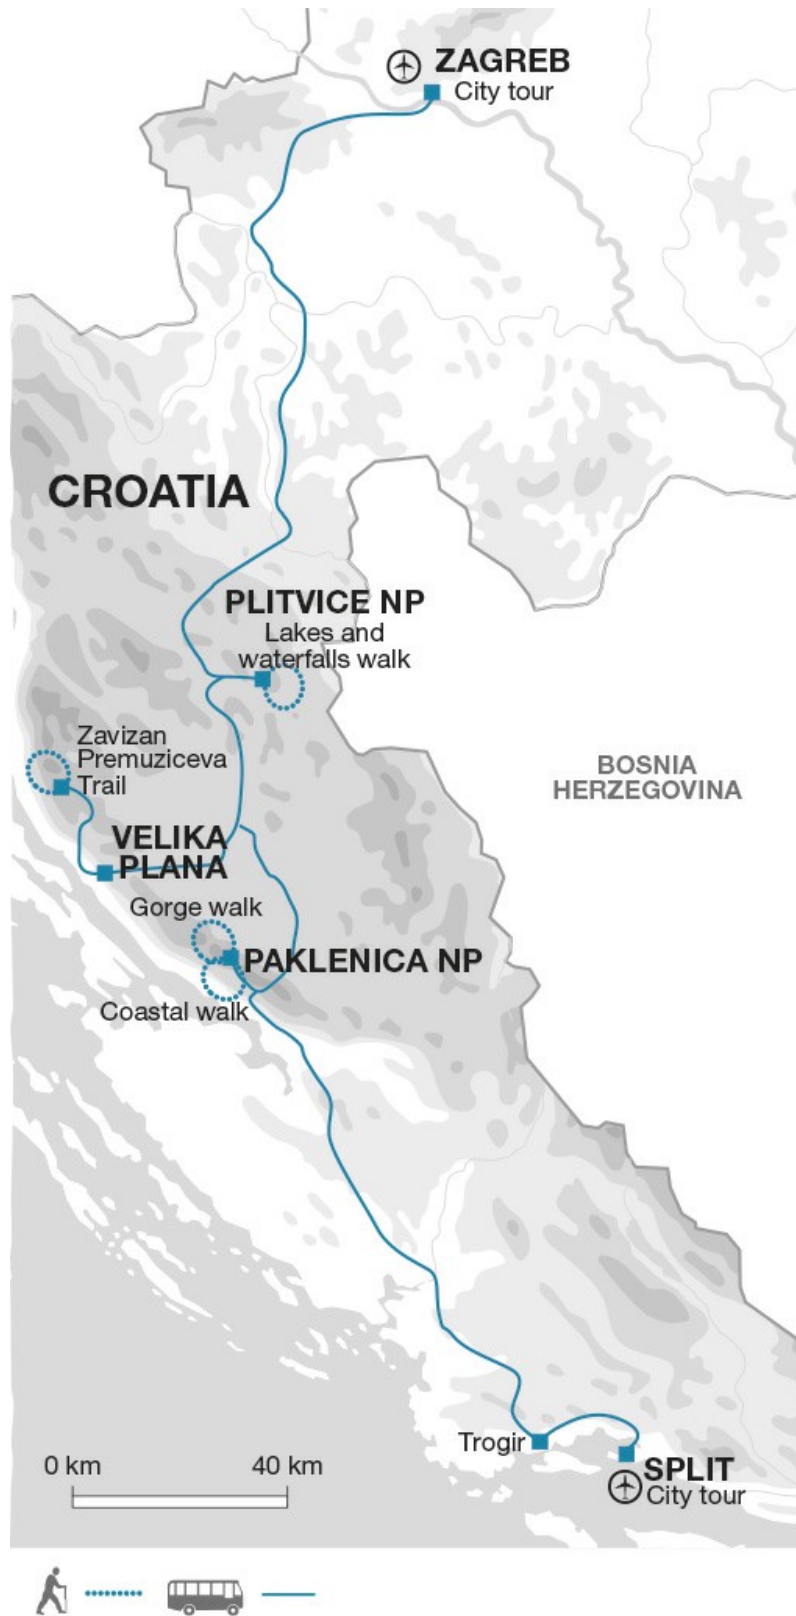 ZAGREB
City tour
CROATIA
PLITVICE NP
Lakes and
waterfalls walk
Zavizan
Premuziceva
Trail
BOSNIA
HERZEGOVINA
VELIKA
PLANA
Gorge walk
PAKLENICA NP
Coastal walk
Trogir
SPLIT
City tour
0 km 40 km